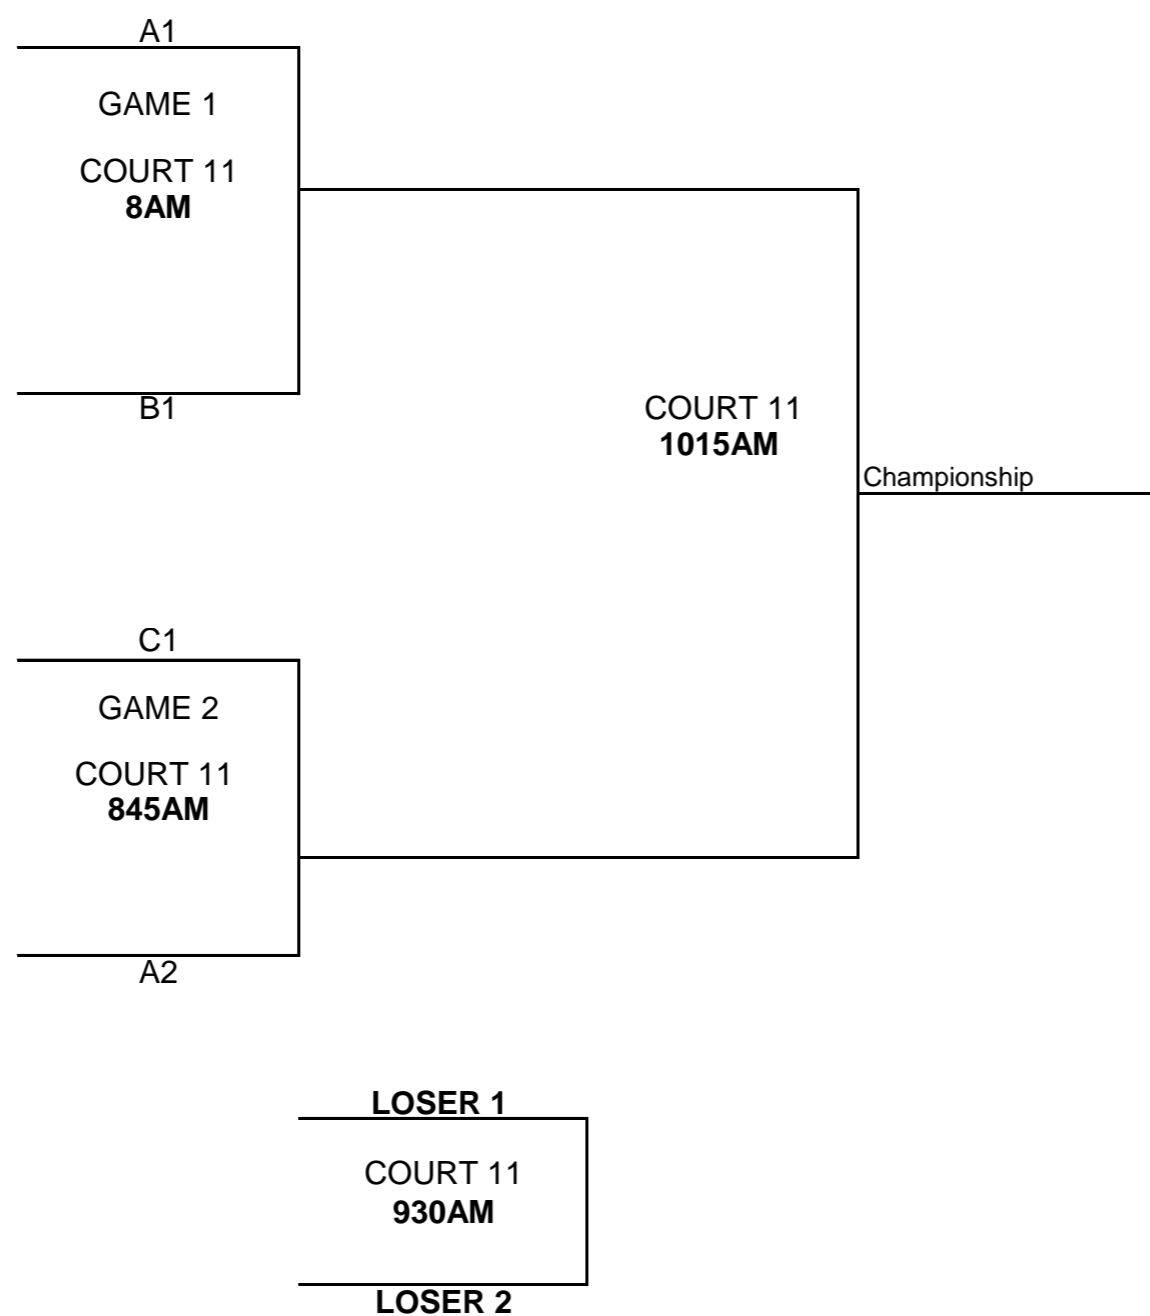 A1
GAME 1
COURT 11
8AM
B1
COURT 11
1015AM
Championship
C1
GAME 2
COURT 11
845AM
A2
LOSER 1
COURT 11
930AM
LOSER 2